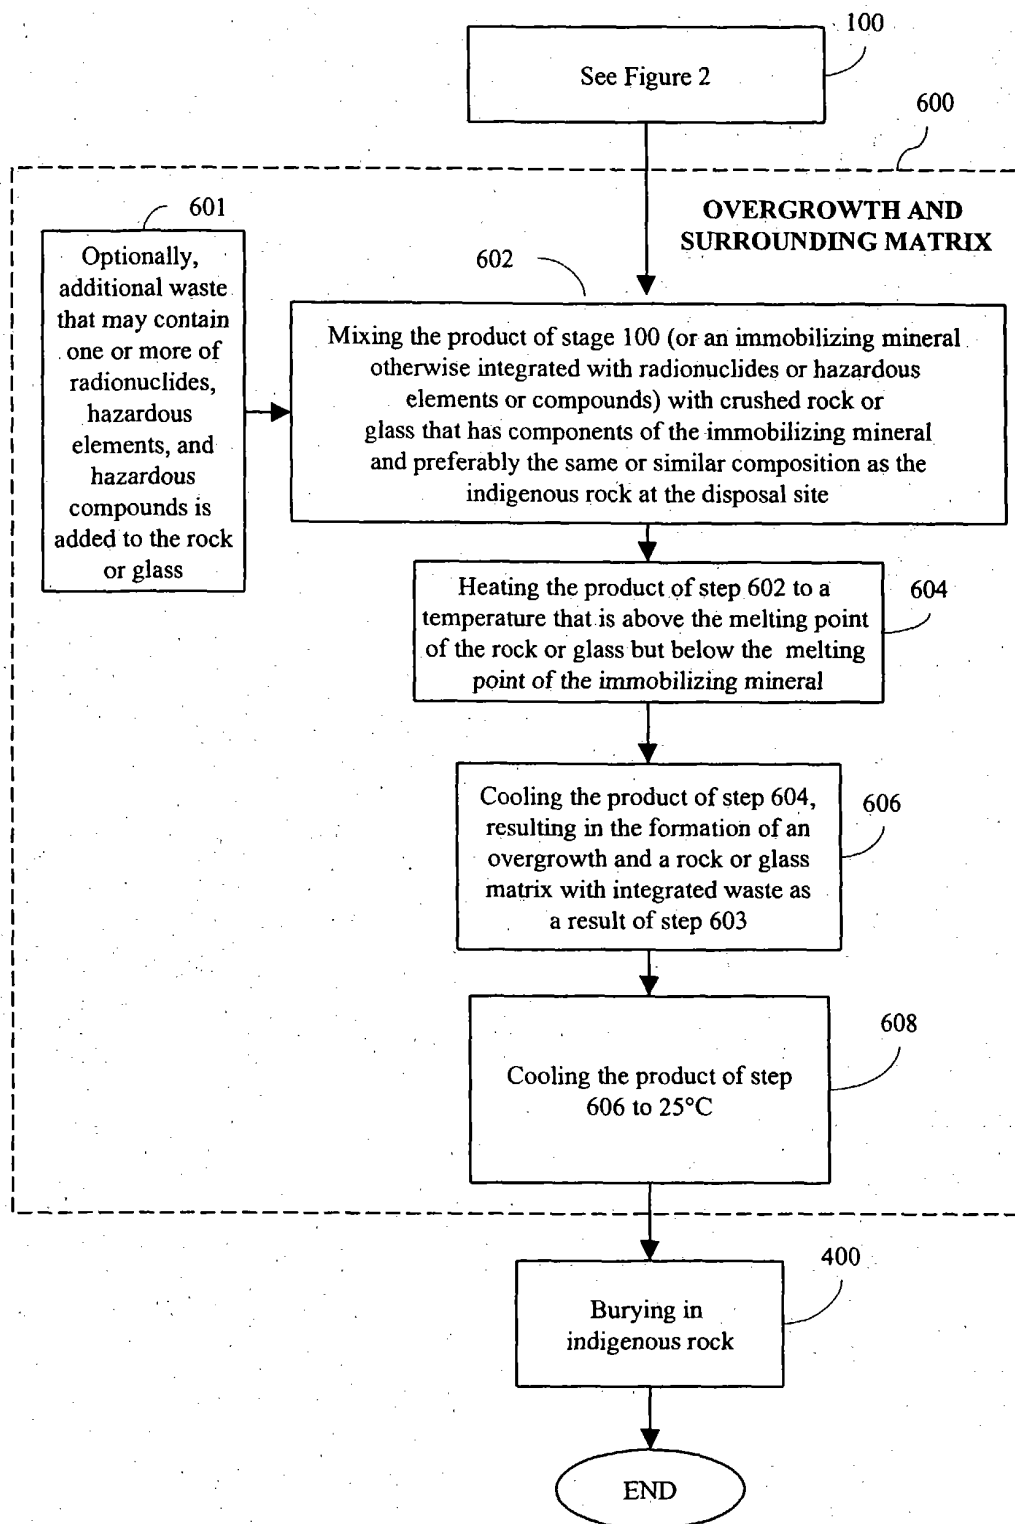 100
See Figure 2
600
OVERGROWTH AND
SURROUNDING MATRIX
601
Optionally,
additional waste
that may contain
one or more of
radionuclides,
hazardous
elements, and
hazardous
compounds is
added to the rock
or glass
602
Mixing the product of stage 100 (or an immobilizing mineral
otherwise integrated with radionuclides or hazardous
elements or compounds) with crushed rock or
glass that has components of the immobilizing mineral
and preferably the same or similar composition as the
indigenous rock at the disposal site
Heating the product of step 602 to a
temperature that is above the melting point
of the rock or glass but below the melting
point of the immobilizing mineral
604
Cooling the product of step 604,
resulting in the formation of an
overgrowth and a rock or glass
matrix with integrated waste as
a result of step 603
606
608
Cooling the product of step
606 to 25°C
400
Burying in
indigenous rock
END